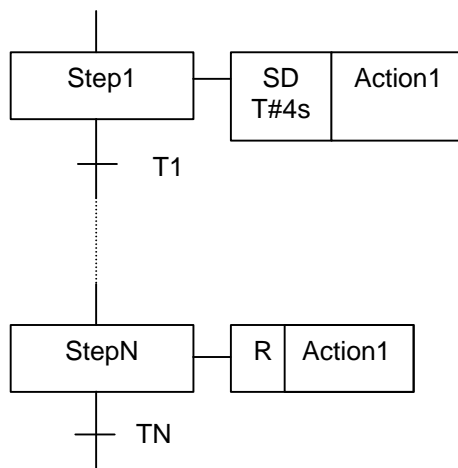 Step1
SD
T#4s
Action1
T1
StepN
R
Action1
TN